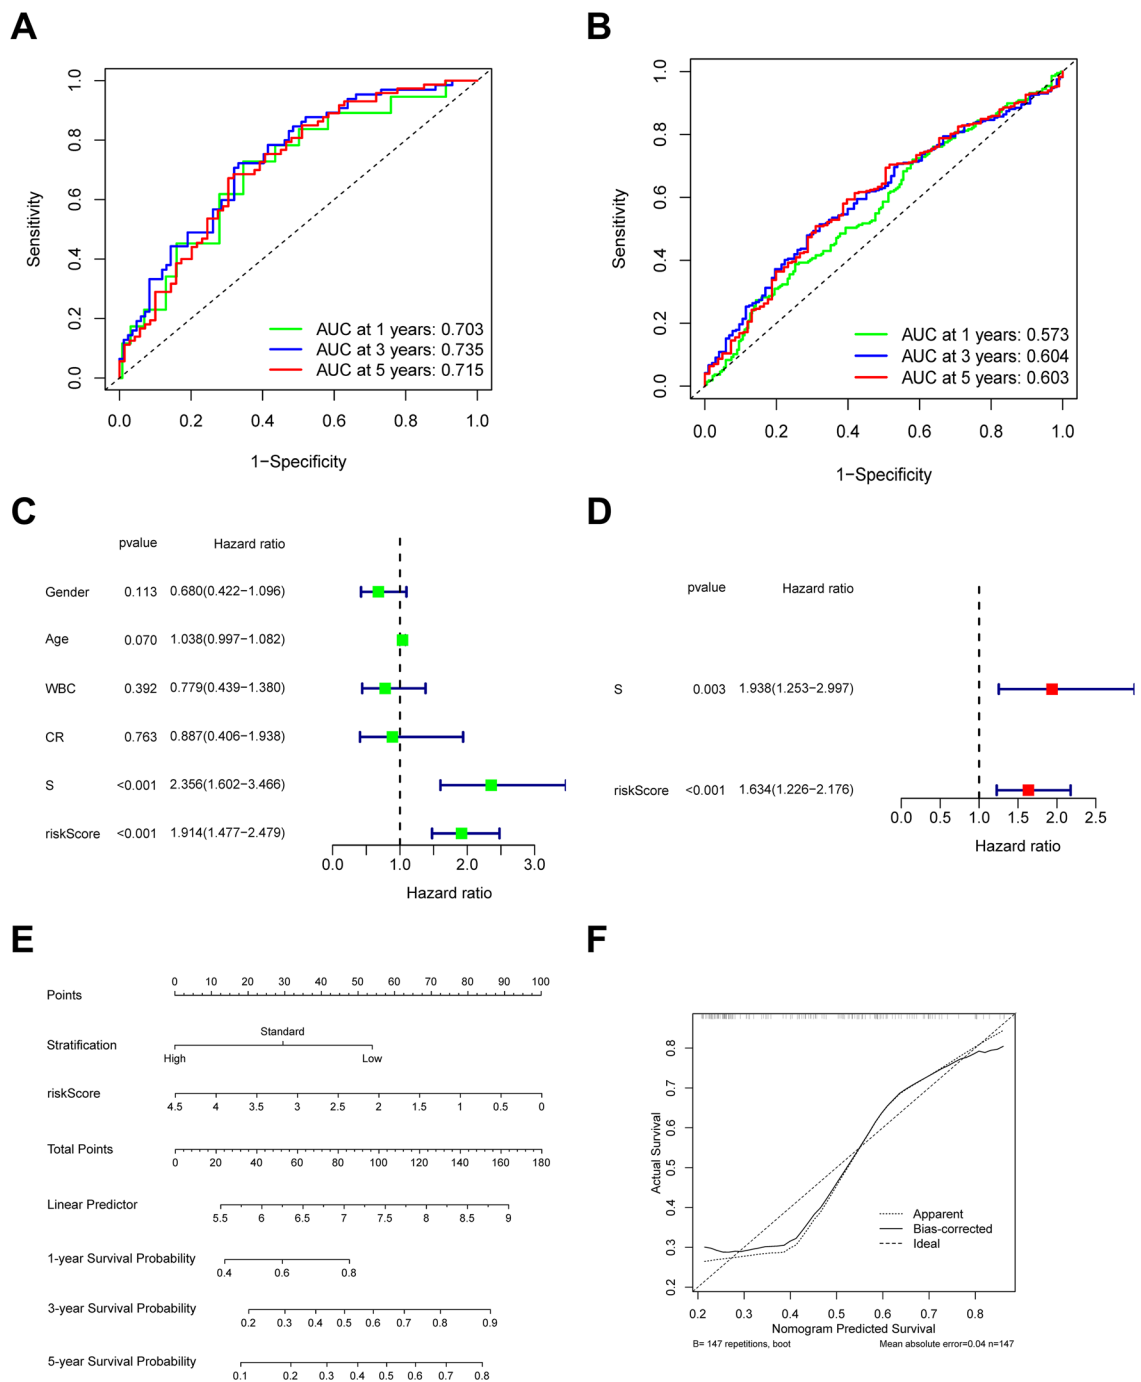 A
1.0
0.8
0.6
0.4
0.2
0.0
Sensitivity
AUC at 1 years: 0.703
AUC at 3 years: 0.735
AUC at 5 years: 0.715
0.0 0.2 0.4 0.6 0.8 1.0
1−Specificity
B
1.0
0.8
0.6
0.4
0.2
0.0
Sensitivity
AUC at 1 years: 0.573
AUC at 3 years: 0.604
AUC at 5 years: 0.603
0.0 0.2 0.4 0.6 0.8 1.0
1−Specificity
C
pvalue Hazard ratio
Gender 0.113 0.680(0.422−1.096)
Age 0.070 1.038(0.997−1.082)
WBC 0.392 0.779(0.439−1.380)
CR 0.763 0.887(0.406−1.938)
S <0.001 2.356(1.602−3.466)
riskScore <0.001 1.914(1.477−2.479)
0.0 1.0 2.0 3.0
Hazard ratio
D
pvalue Hazard ratio
S 0.003 1.938(1.253−2.997)
riskScore <0.001 1.634(1.226−2.176)
0.0 0.5 1.0 1.5 2.0 2.5
Hazard ratio
E
0 10 20 30 40 50 60 70 80 90 100
Points
Standard
Stratification
High Low
riskScore
4.5 4 3.5 3 2.5 2 1.5 1 0.5 0
Total Points
0 20 40 60 80 100 120 140 160 180
Linear Predictor
5.5 6 6.5 7 7.5 8 8.5 9
1-year Survival Probability
0.4 0.6 0.8
3-year Survival Probability
0.2 0.3 0.4 0.5 0.6 0.7 0.8 0.9
5-year Survival Probability
0.1 0.2 0.3 0.4 0.5 0.6 0.7 0.8
F
0.8
0.7
0.6
0.5
0.4
0.3
0.2
Actual Survival
Apparent
Bias-corrected
Ideal
0.2 0.3 0.4 0.5 0.6 0.7 0.8
Nomogram Predicted Survival
B= 147 repetitions, boot Mean absolute error=0.04 n=147